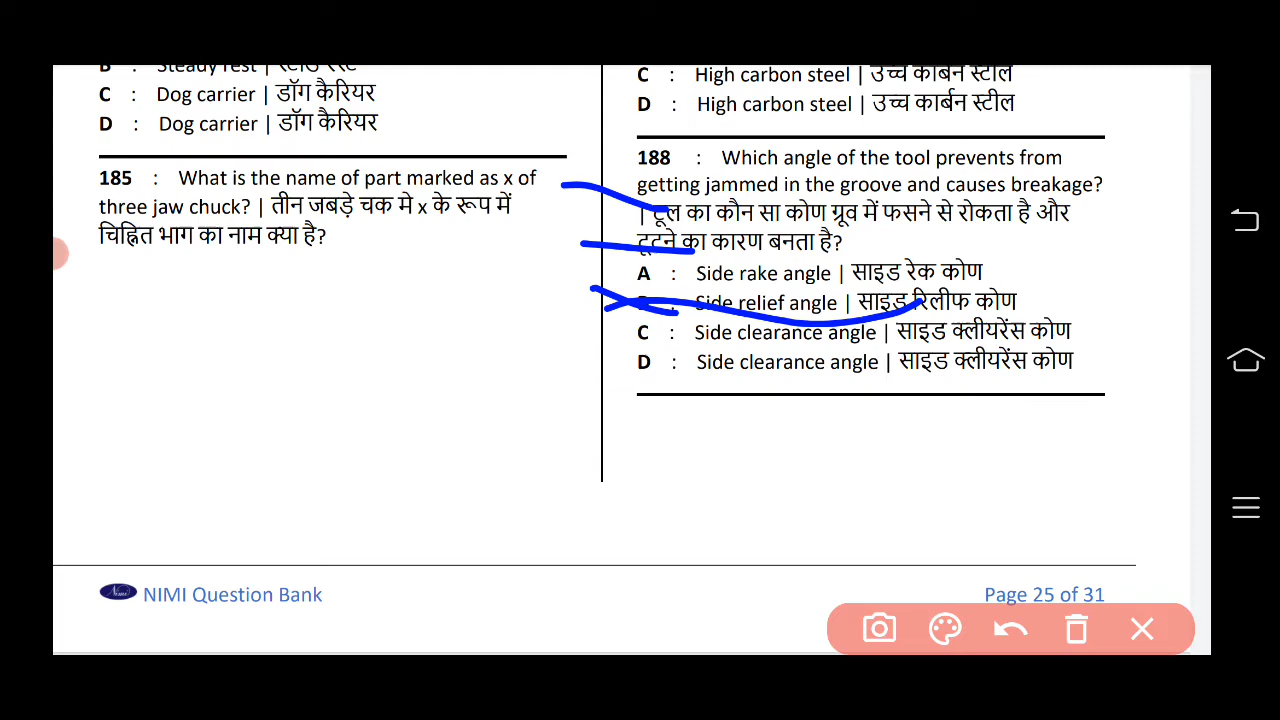 B : Steady rest | स्टेडी रेस्ट
C : Dog carrier | डॉग कैरियर
D : Dog carrier | डॉग कैरियर
185 : What is the name of part marked as x of
three jaw chuck? | तीन जबड़े चक मे x के रूप में
चिह्नित भाग का नाम क्या है?
C : High carbon steel | उच्च कार्बन स्टील
D : High carbon steel | उच्च कार्बन स्टील
188 : Which angle of the tool prevents from
getting jammed in the groove and causes breakage?
| टूल का कौन सा कोण ग्रूव में फसने से रोकता है और
टूटने का कारण बनता है?
A : Side rake angle | साइड रेक कोण
B : Side relief angle | साइड रिलीफ कोण
C : Side clearance angle | साइड क्लीयरेंस कोण
D : Side clearance angle | साइड क्लीयरेंस कोण
Nimi NIMI Question Bank
Page 25 of 31